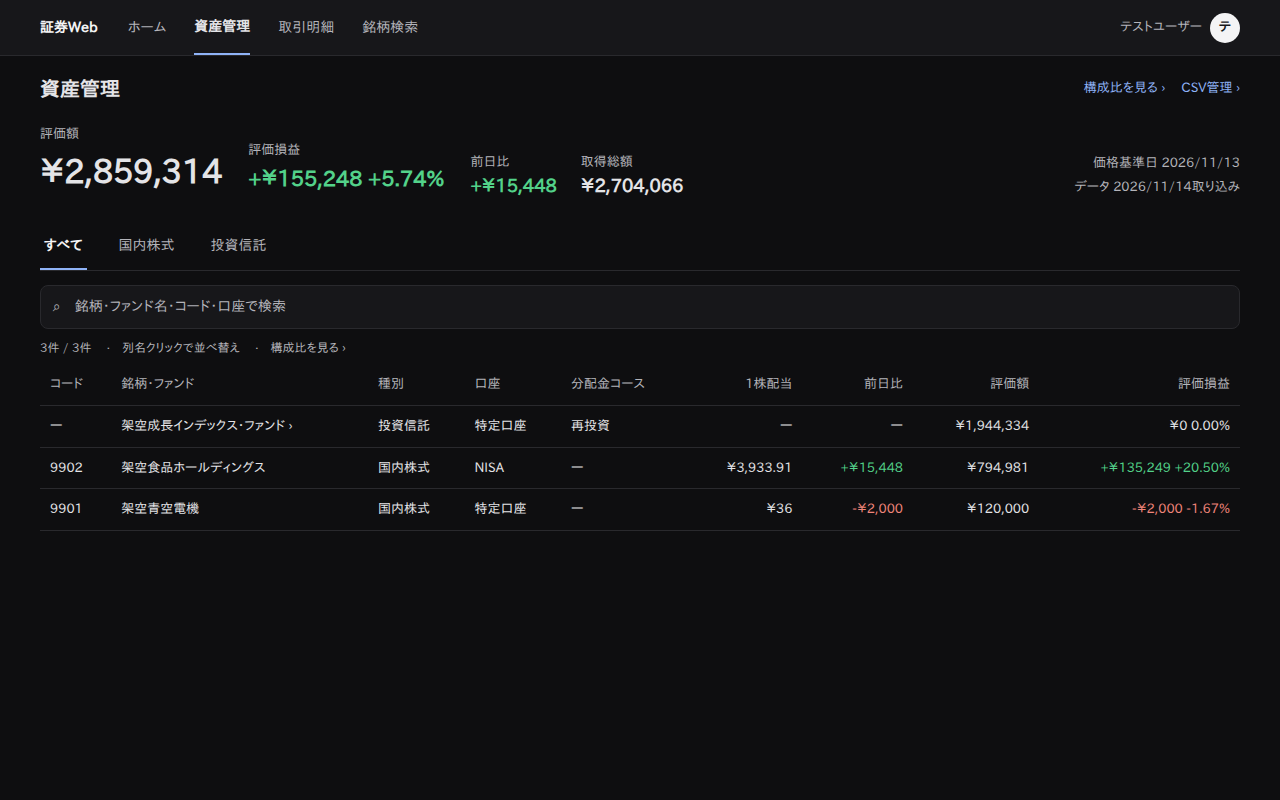 証券Web ホーム 資産管理 取引明細 銘柄検索 テストユーザー テ
資産管理 構成比を見る › CSV管理 ›
評価額
¥2,859,314
評価損益
+¥155,248 +5.74%
前日比
+¥15,448
取得総額
¥2,704,066
価格基準日 2026/11/13
データ 2026/11/14取り込み
すべて 国内株式 投資信託
銘柄・ファンド名・コード・口座で検索
3件 / 3件 · 列名クリックで並べ替え · 構成比を見る ›
コード 銘柄・ファンド 種別 口座 分配金コース 1株配当 前日比 評価額 評価損益
— 架空成長インデックス・ファンド › 投資信託 特定口座 再投資 — — ¥1,944,334 ¥0 0.00%
9902 架空食品ホールディングス 国内株式 NISA — ¥3,933.91 +¥15,448 ¥794,981 +¥135,249 +20.50%
9901 架空青空電機 国内株式 特定口座 — ¥36 -¥2,000 ¥120,000 -¥2,000 -1.67%